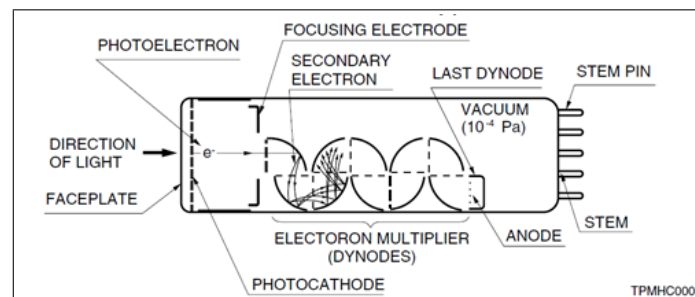 FOCUSING ELECTRODE
PHOTOELECTRON
SECONDARY
ELECTRON
LAST DYNODE
STEM PIN
VACUUM
(10⁻⁴ Pa)
DIRECTION
OF LIGHT
e-
FACEPLATE
STEM
ELECTORON MULTIPLIER
(DYNODES)
ANODE
PHOTOCATHODE
TPMHC000